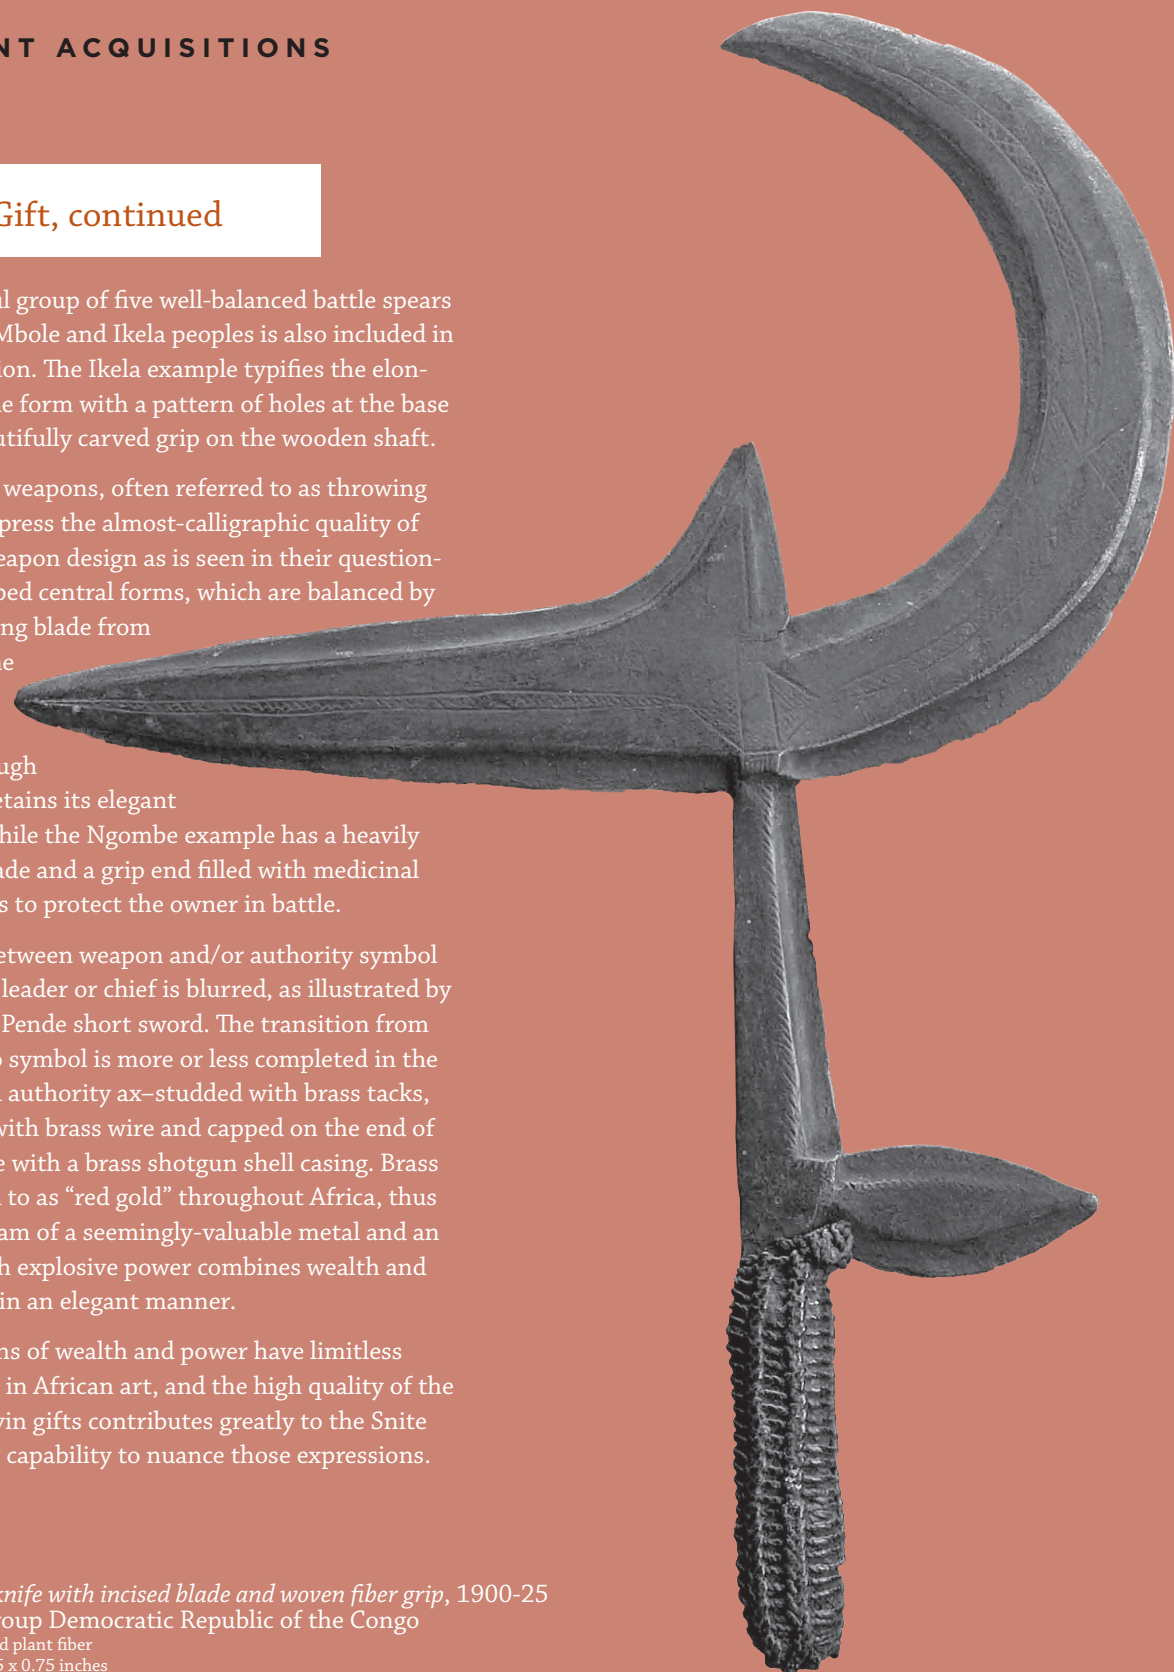 NT ACQUISITIONS
Gift, continued
ul group of five well-balanced battle spears
Mbole and Ikela peoples is also included in
ion. The Ikela example typifies the elon-
e form with a pattern of holes at the base
utifully carved grip on the wooden shaft.
weapons, often referred to as throwing
press the almost-calligraphic quality of
eapon design as is seen in their question-
ped central forms, which are balanced by
ng blade from
ne
ugh
etains its elegant
hile the Ngombe example has a heavily
ade and a grip end filled with medicinal
s to protect the owner in battle.
etween weapon and/or authority symbol
leader or chief is blurred, as illustrated by
Pende short sword. The transition from
o symbol is more or less completed in the
authority ax–studded with brass tacks,
with brass wire and capped on the end of
e with a brass shotgun shell casing. Brass
to as “red gold” throughout Africa, thus
am of a seemingly-valuable metal and an
h explosive power combines wealth and
in an elegant manner.
ns of wealth and power have limitless
in African art, and the high quality of the
vin gifts contributes greatly to the Snite
capability to nuance those expressions.
knife with incised blade and woven fiber grip, 1900-25
roup Democratic Republic of the Congo
d plant fiber
5 x 0.75 inches